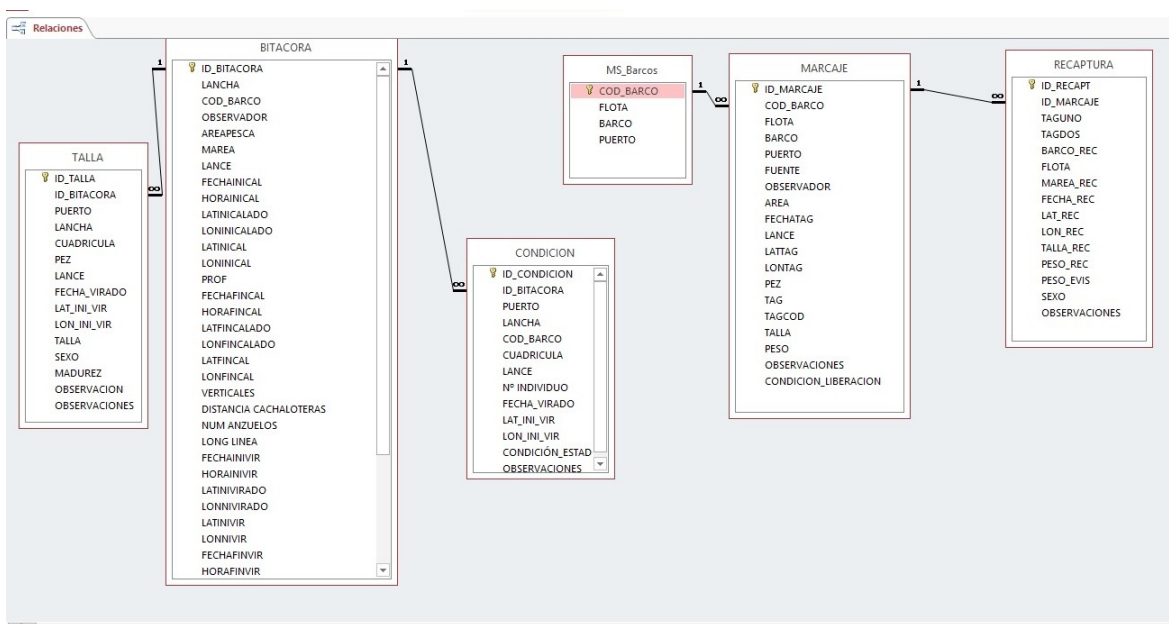 Relaciones
TALLA
ID_TALLA
ID_BITACORA
PUERTO
LANCHA
CUADRICULA
PEZ
LANCE
FECHA_VIRADO
LAT_INI_VIR
LON_INI_VIR
TALLA
SEXO
MADUREZ
OBSERVACION
OBSERVACIONES
1
∞
BITACORA
ID_BITACORA
LANCHA
COD_BARCO
OBSERVADOR
AREAPESCA
MAREA
LANCE
FECHAINICAL
HORAINICAL
LATINICALADO
LONINICALADO
LATINICAL
LONINICAL
PROF
FECHAFINCAL
HORAFINCAL
LATFINCALADO
LONFINCALADO
LATFINCAL
LONFINCAL
VERTICALES
DISTANCIA CACHALOTERAS
NUM ANZUELOS
LONG LINEA
FECHAINIVIR
HORAINIVIR
LATINIVIRADO
LONNIVIRADO
LATINIVIR
LONNIVIR
FECHAFINVIR
HORAFINVIR
1
∞
CONDICION
ID_CONDICION
ID_BITACORA
PUERTO
LANCHA
COD_BARCO
CUADRICULA
LANCE
Nº INDIVIDUO
FECHA_VIRADO
LAT_INI_VIR
LON_INI_VIR
CONDICIÓN_ESTAD
OBSERVACIONES
MS_Barcos
COD_BARCO
FLOTA
BARCO
PUERTO
1
∞
MARCAJE
ID_MARCAJE
COD_BARCO
FLOTA
BARCO
PUERTO
FUENTE
OBSERVADOR
AREA
FECHATAG
LANCE
LATTAG
LONTAG
PEZ
TAG
TAGCOD
TALLA
PESO
OBSERVACIONES
CONDICION_LIBERACION
1
∞
RECAPTURA
ID_RECAPT
ID_MARCAJE
TAGUNO
TAGDOS
BARCO_REC
FLOTA
MAREA_REC
FECHA_REC
LAT_REC
LON_REC
TALLA_REC
PESO_REC
PESO_EVIS
SEXO
OBSERVACIONES